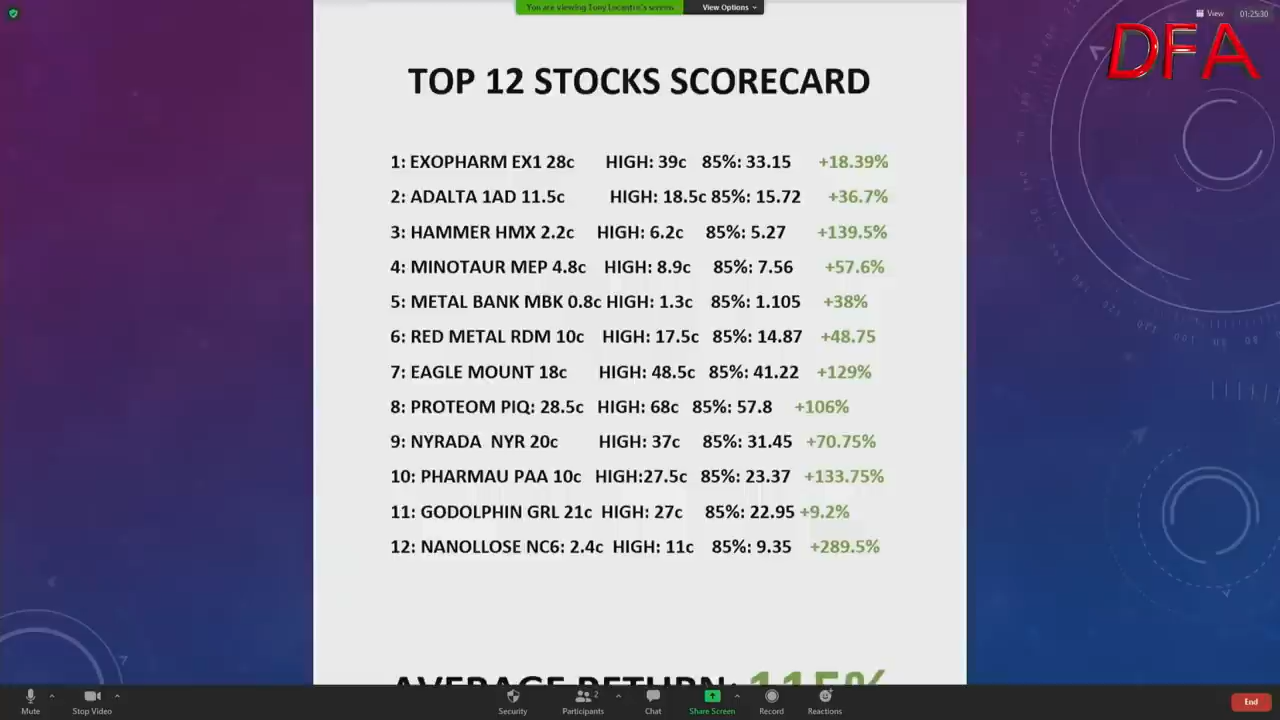 You are viewing Tony Locantro's screen View Options
View 01:25:30
DFA
TOP 12 STOCKS SCORECARD
1: EXOPHARM EX1 28c HIGH: 39c 85%: 33.15 +18.39%
2: ADALTA 1AD 11.5c HIGH: 18.5c 85%: 15.72 +36.7%
3: HAMMER HMX 2.2c HIGH: 6.2c 85%: 5.27 +139.5%
4: MINOTAUR MEP 4.8c HIGH: 8.9c 85%: 7.56 +57.6%
5: METAL BANK MBK 0.8c HIGH: 1.3c 85%: 1.105 +38%
6: RED METAL RDM 10c HIGH: 17.5c 85%: 14.87 +48.75
7: EAGLE MOUNT 18c HIGH: 48.5c 85%: 41.22 +129%
8: PROTEOM PIQ: 28.5c HIGH: 68c 85%: 57.8 +106%
9: NYRADA NYR 20c HIGH: 37c 85%: 31.45 +70.75%
10: PHARMAU PAA 10c HIGH:27.5c 85%: 23.37 +133.75%
11: GODOLPHIN GRL 21c HIGH: 27c 85%: 22.95 +9.2%
12: NANOLLOSE NC6: 2.4c HIGH: 11c 85%: 9.35 +289.5%
AVERAGE RETURN: 115%
Mute Stop Video Security Participants 2 Chat Share Screen Record Reactions End